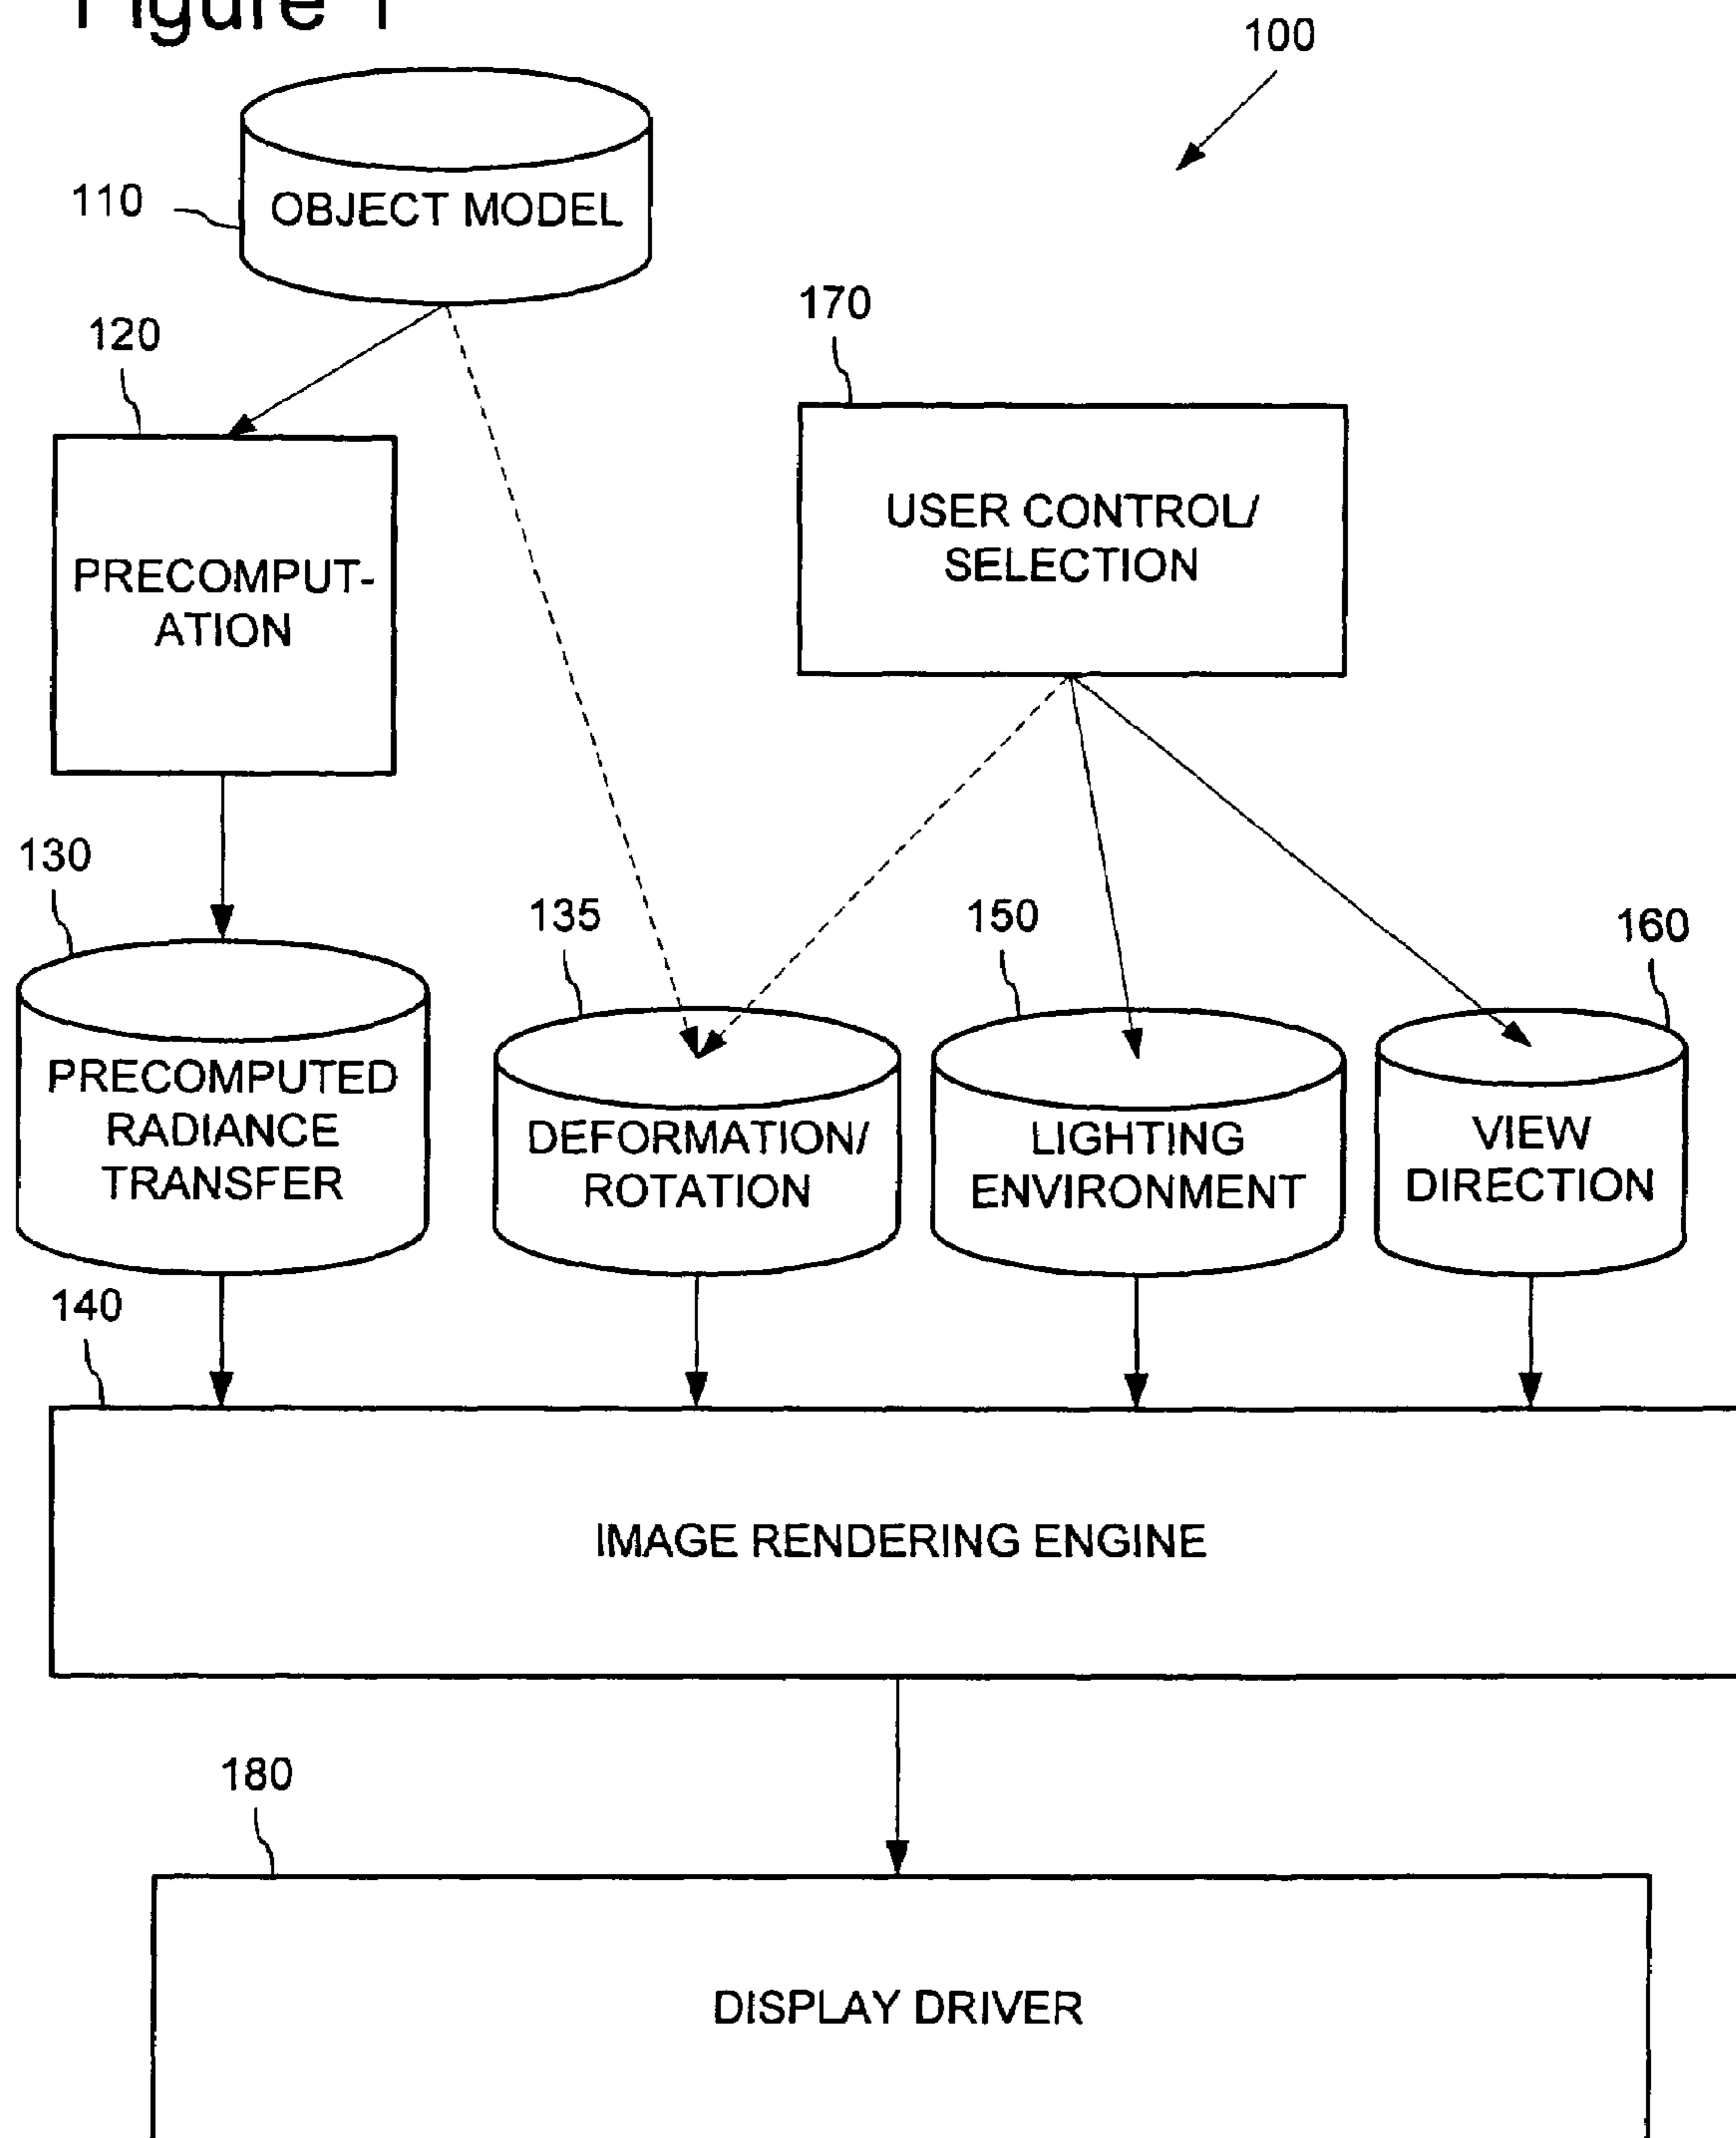 Figure 1
100
110
OBJECT MODEL
120
170
PRECOMPUT-
ATION
USER CONTROL/
SELECTION
130
135
150
160
PRECOMPUTED
RADIANCE
TRANSFER
DEFORMATION/
ROTATION
LIGHTING
ENVIRONMENT
VIEW
DIRECTION
140
IMAGE RENDERING ENGINE
180
DISPLAY DRIVER